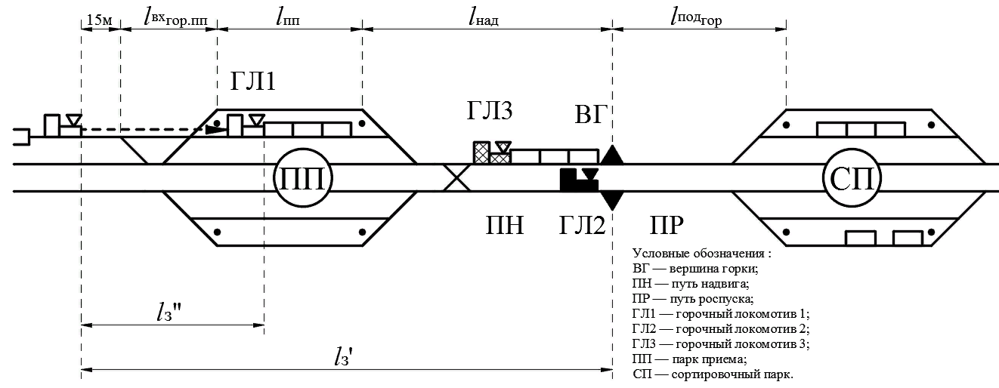 15м
lвхгор.пп
lпп
lнад
lподгор
ГЛ1
ГЛ3
ВГ
ПП
СП
ПН
ГЛ2
ПР
Условные обозначения :
ВГ — вершина горки;
ПН — путь надвига;
ПР — путь роспуска;
ГЛ1 — горочный локомотив 1;
ГЛ2 — горочный локомотив 2;
ГЛ3 — горочный локомотив 3;
ПП — парк приема;
СП — сортировочный парк.
lз"
lз'